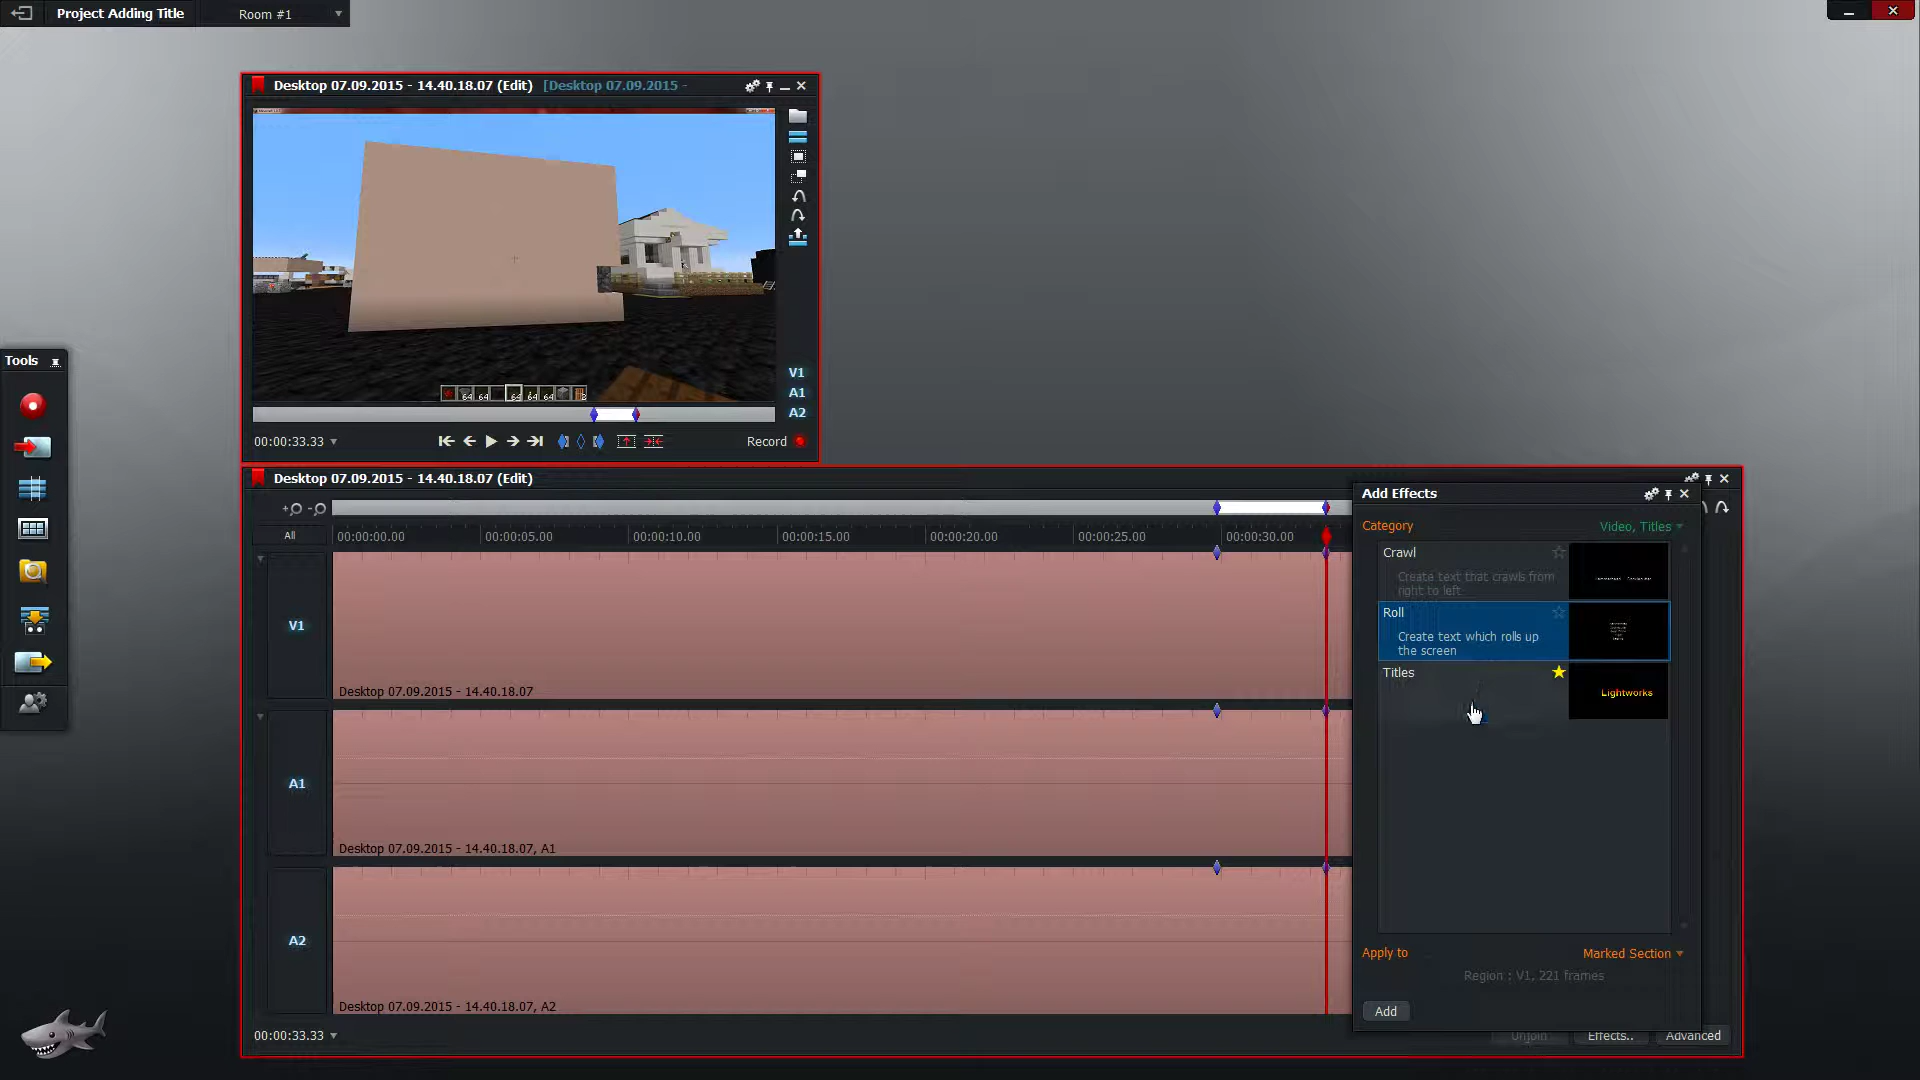 Project Adding Title
Room #1
Desktop 07.09.2015 - 14.40.18.07 (Edit)
[Desktop 07.09.2015 -
64
64
64
64
64
V1
A1
A2
00:00:33.33
Record
Tools
Desktop 07.09.2015 - 14.40.18.07 (Edit)
All
00:00:00.00
00:00:05.00
00:00:10.00
00:00:15.00
00:00:20.00
00:00:25.00
00:00:30.00
V1
Desktop 07.09.2015 - 14.40.18.07
A1
Desktop 07.09.2015 - 14.40.18.07, A1
A2
Desktop 07.09.2015 - 14.40.18.07, A2
00:00:33.33
Add Effects
Category
Video, Titles
Crawl
Create text that crawls from
right to left
Roll
Create text which rolls up
the screen
Titles
Lightworks
Apply to
Marked Section
Region : V1, 221 frames
Add
Unjoin
Effects..
Advanced